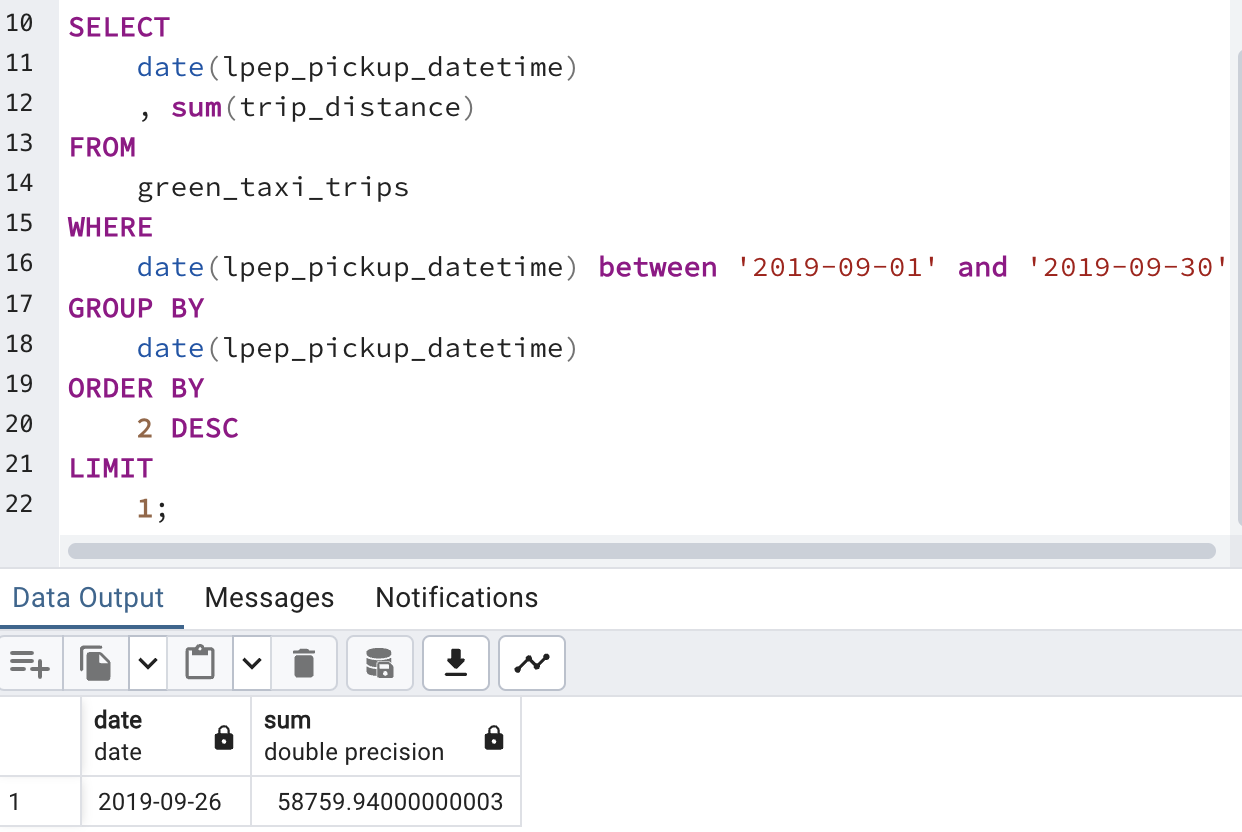 10 SELECT
11 date(lpep_pickup_datetime)
12 , sum(trip_distance)
13 FROM
14 green_taxi_trips
15 WHERE
16 date(lpep_pickup_datetime) between '2019-09-01' and '2019-09-30'
17 GROUP BY
18 date(lpep_pickup_datetime)
19 ORDER BY
20 2 DESC
21 LIMIT
22 1;
Data Output Messages Notifications
date sum
date double precision
1 2019-09-26 58759.94000000003